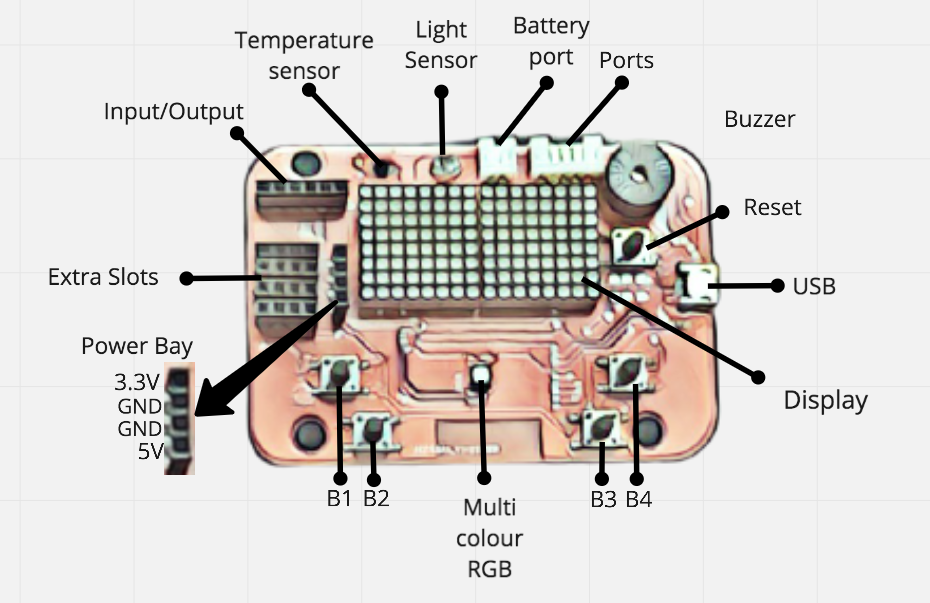 Temperature
sensor
Light
Sensor
Battery
port
Ports
Input/Output
Buzzer
Reset
Extra Slots
USB
Power Bay
3.3V
GND
GND
5V
Display
B1
B2
B3
B4
Multi
colour
RGB